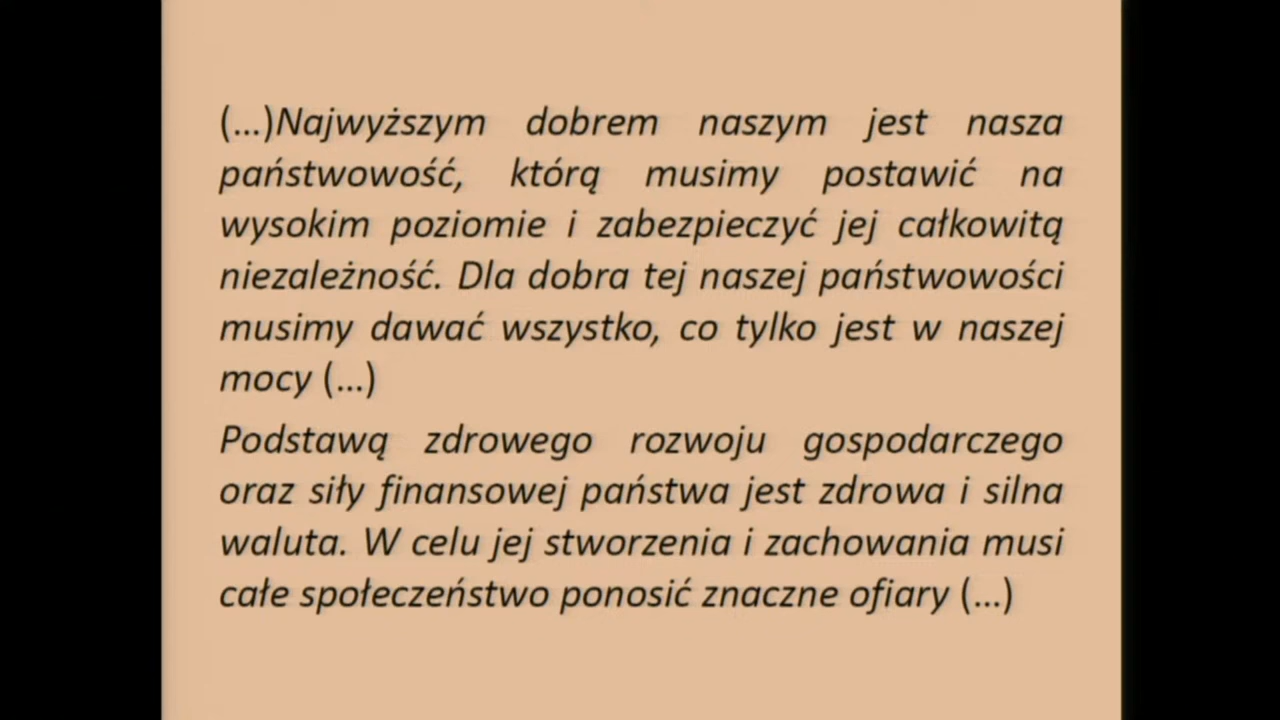 (...)Najwyższym dobrem naszym jest nasza
państwowość, którą musimy postawić na
wysokim poziomie i zabezpieczyć jej całkowitą
niezależność. Dla dobra tej naszej państwowości
musimy dawać wszystko, co tylko jest w naszej
mocy (...)
Podstawą zdrowego rozwoju gospodarczego
oraz siły finansowej państwa jest zdrowa i silna
waluta. W celu jej stworzenia i zachowania musi
całe społeczeństwo ponosić znaczne ofiary (...)